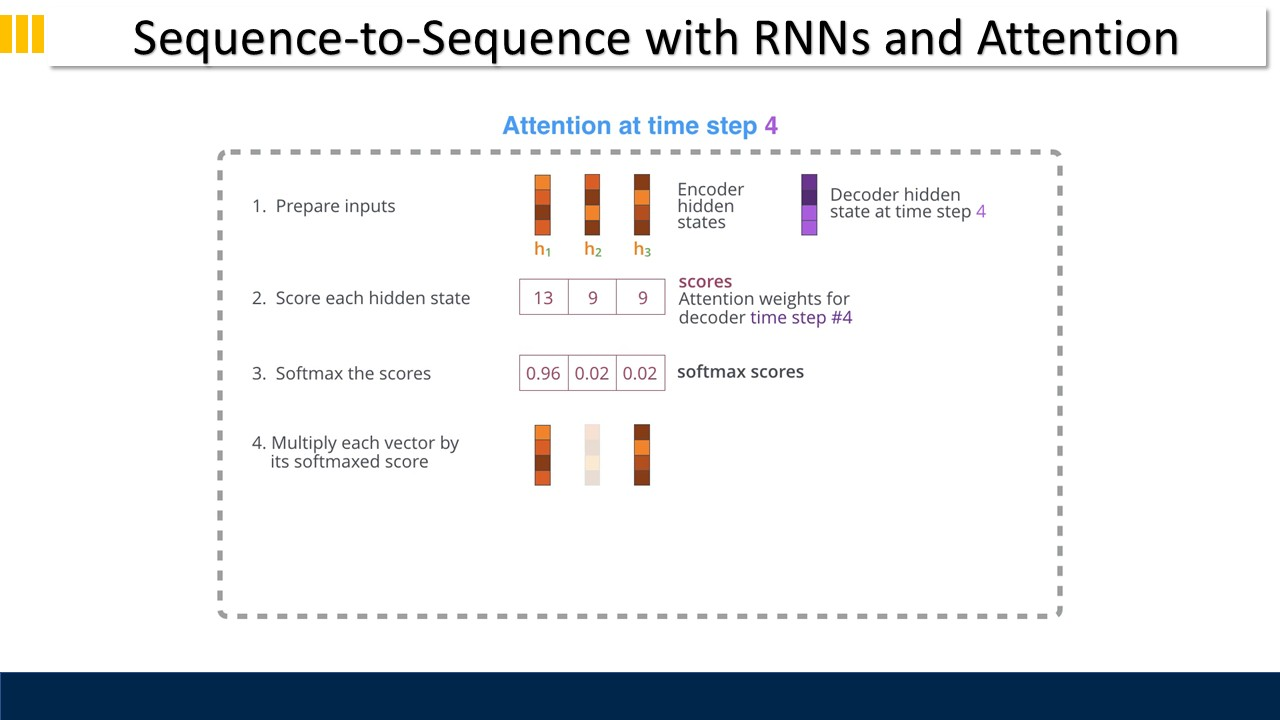 Sequence-to-Sequence with RNNs and Attention
Attention at time step 4
1. Prepare inputs
h1 h2 h3
Encoder
hidden
states
Decoder hidden
state at time step 4
2. Score each hidden state
13 9 9
scores
Attention weights for
decoder time step #4
3. Softmax the scores
0.96 0.02 0.02
softmax scores
4. Multiply each vector by
its softmaxed score